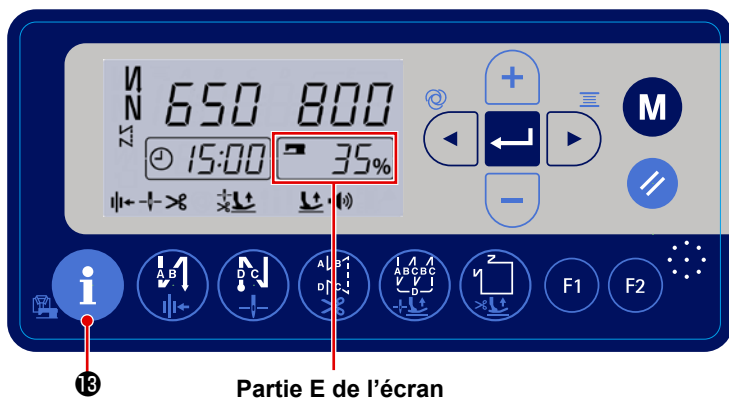 650 800
15:00 35%
M
i
A B
D C
A B
D C
A B C B C
D
F1 F2
⓭
Partie E de l'écran